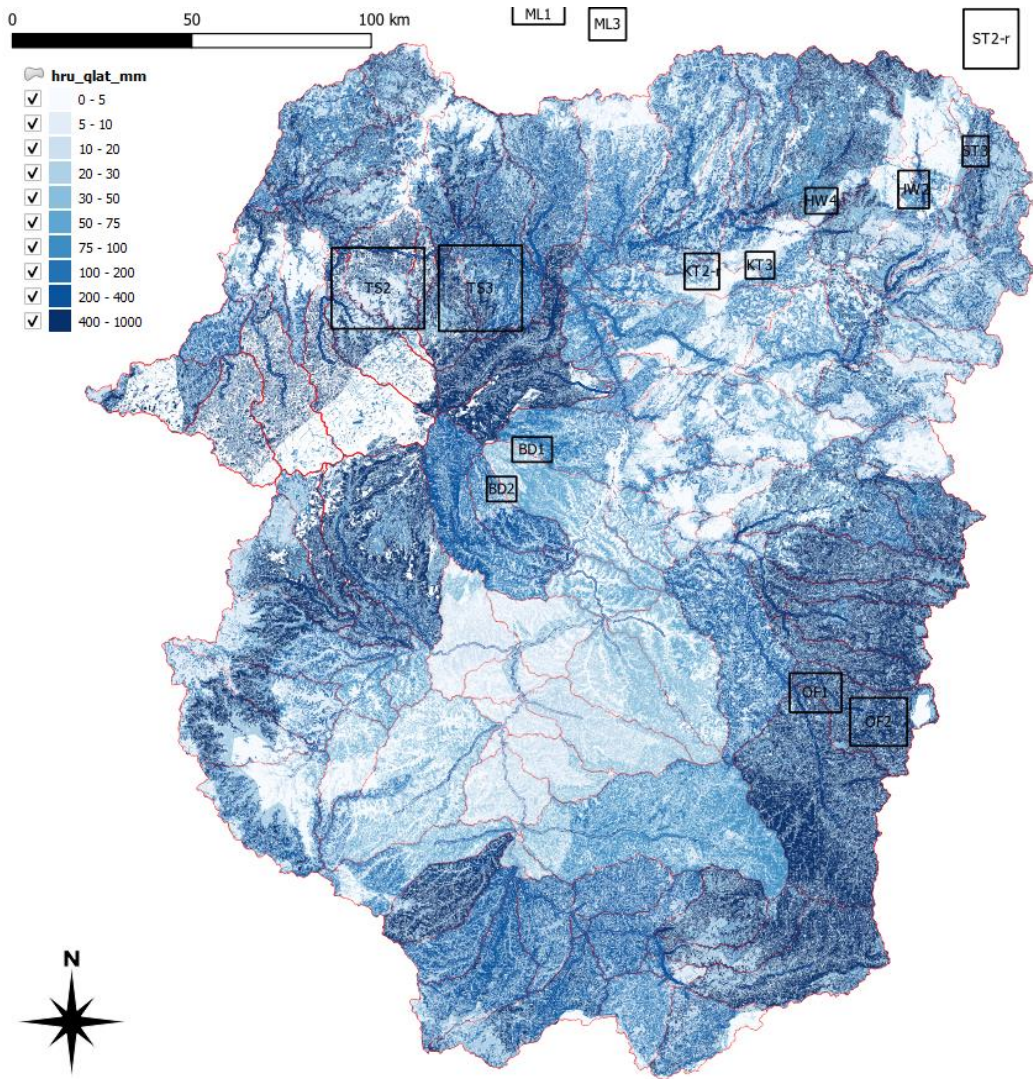 0 50 100 km
ML1
ML3
ST2-r
hru_qlat_mm
0 - 5
5 - 10
10 - 20
20 - 30
30 - 50
50 - 75
75 - 100
100 - 200
200 - 400
400 - 1000
ST3
HW2
HW4
KT2-r
KT3
TS2
TS3
BD1
BD2
OF1
OF2
N